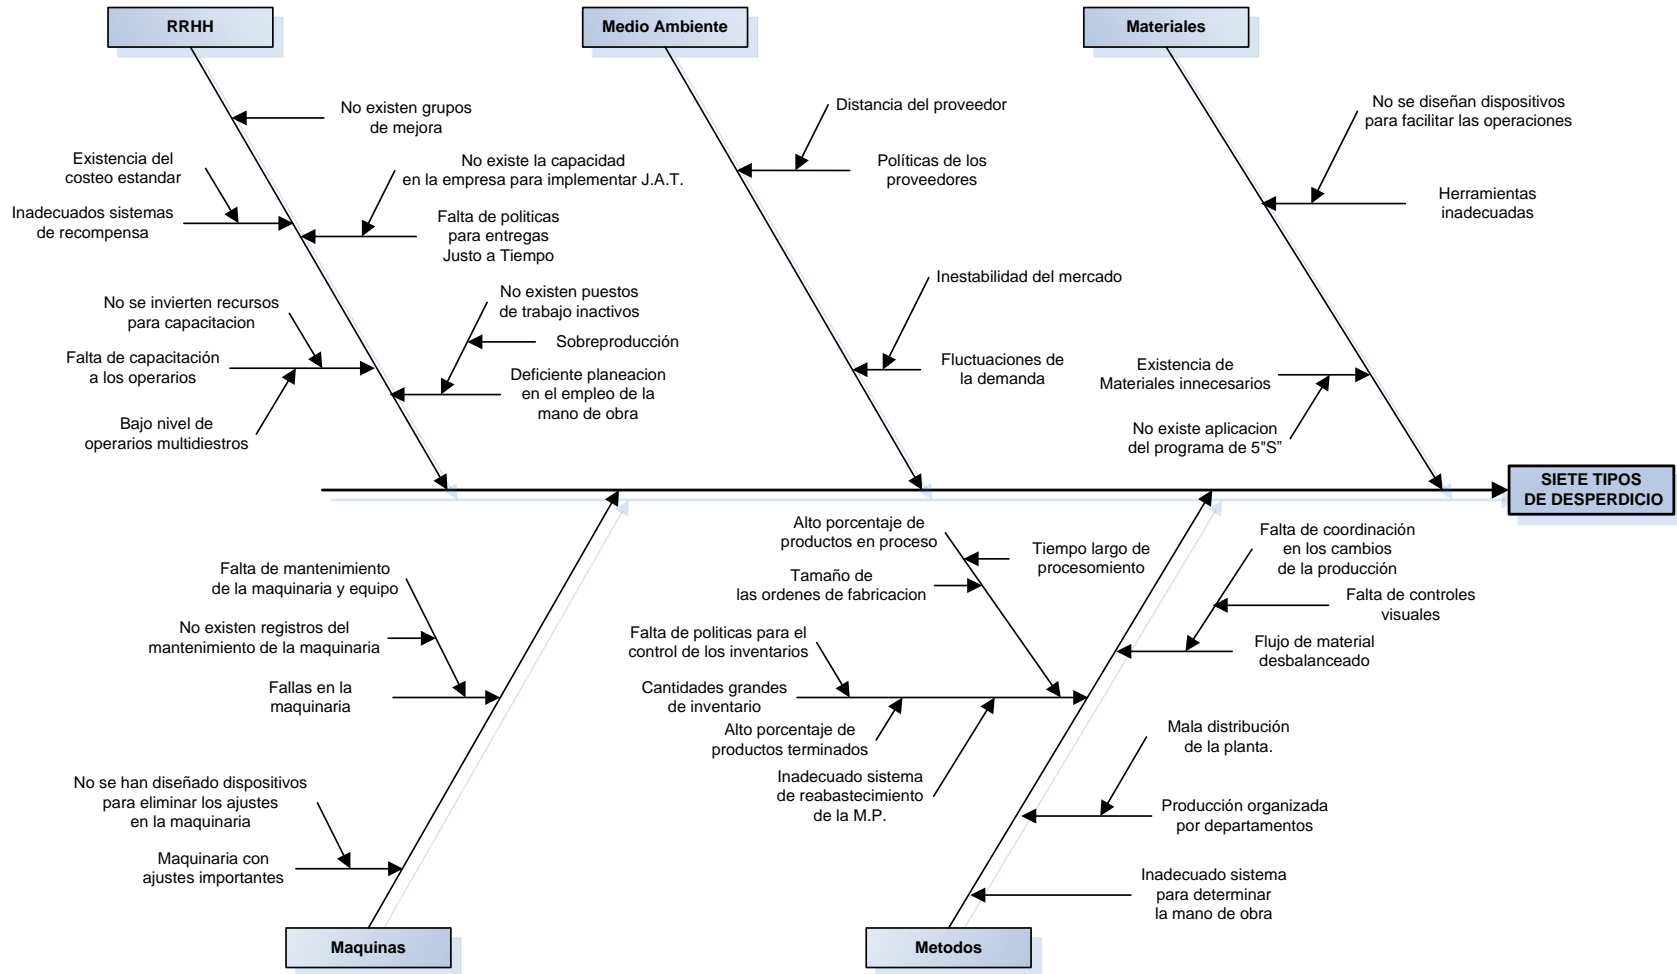 RRHH
Medio Ambiente
Materiales
No existen grupos
de mejora
Existencia del
costeo estandar
No existe la capacidad
en la empresa para implementar J.A.T.
Inadecuados sistemas
de recompensa
Falta de politicas
para entregas
Justo a Tiempo
No se invierten recursos
para capacitacion
No existen puestos
de trabajo inactivos
Sobreproducción
Falta de capacitación
a los operarios
Deficiente planeacion
en el empleo de la
mano de obra
Bajo nivel de
operarios multidiestros
Distancia del proveedor
Políticas de los
proveedores
Inestabilidad del mercado
Fluctuaciones de
la demanda
No se diseñan dispositivos
para facilitar las operaciones
Herramientas
inadecuadas
Existencia de
Materiales innecesarios
No existe aplicacion
del programa de 5"S”
SIETE TIPOS
DE DESPERDICIO
Falta de mantenimiento
de la maquinaria y equipo
No existen registros del
mantenimiento de la maquinaria
Fallas en la
maquinaria
No se han diseñado dispositivos
para eliminar los ajustes
en la maquinaria
Maquinaria con
ajustes importantes
Alto porcentaje de
productos en proceso
Tiempo largo de
procesomiento
Tamaño de
las ordenes de fabricacion
Falta de politicas para el
control de los inventarios
Cantidades grandes
de inventario
Alto porcentaje de
productos terminados
Inadecuado sistema
de reabastecimiento
de la M.P.
Falta de coordinación
en los cambios
de la producción
Falta de controles
visuales
Flujo de material
desbalanceado
Mala distribución
de la planta.
Producción organizada
por departamentos
Inadecuado sistema
para determinar
la mano de obra
Maquinas
Metodos